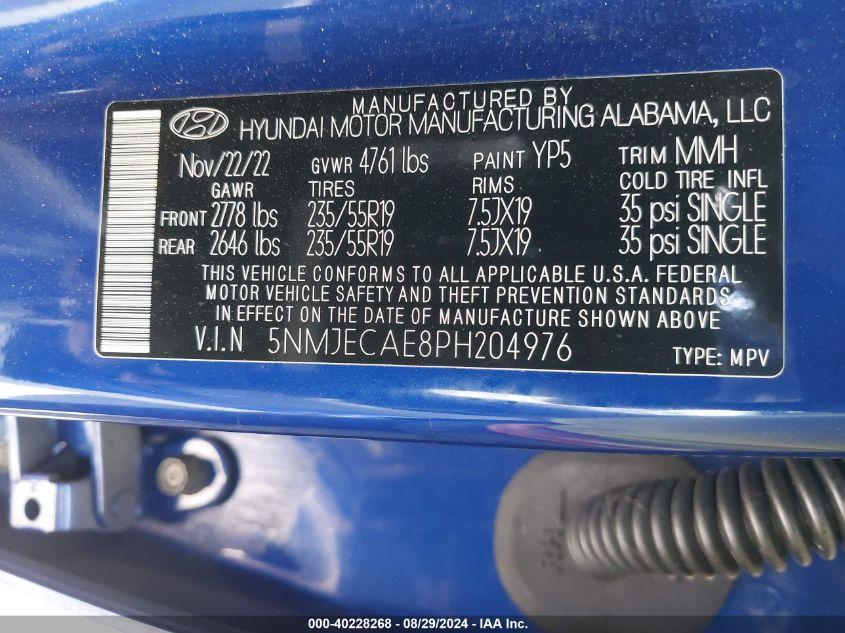 MANUFACTURED BY
HYUNDAI MOTOR MANUFACTURING ALABAMA, LLC
Nov/22/22 GVWR 4761 lbs PAINT YP5 TRIM MMH
GAWR TIRES RIMS COLD TIRE INFL
FRONT 2778 lbs 235/55R19 7.5JX19 35 psi SINGLE
REAR 2646 lbs 235/55R19 7.5JX19 35 psi SINGLE
THIS VEHICLE CONFORMS TO ALL APPLICABLE U.S.A. FEDERAL
MOTOR VEHICLE SAFETY AND THEFT PREVENTION STANDARDS
IN EFFECT ON THE DATE OF MANUFACTURE SHOWN ABOVE
V.I.N 5NMJECAE8PH204976 TYPE: MPV
000-40228268 - 08/29/2024 - IAA Inc.